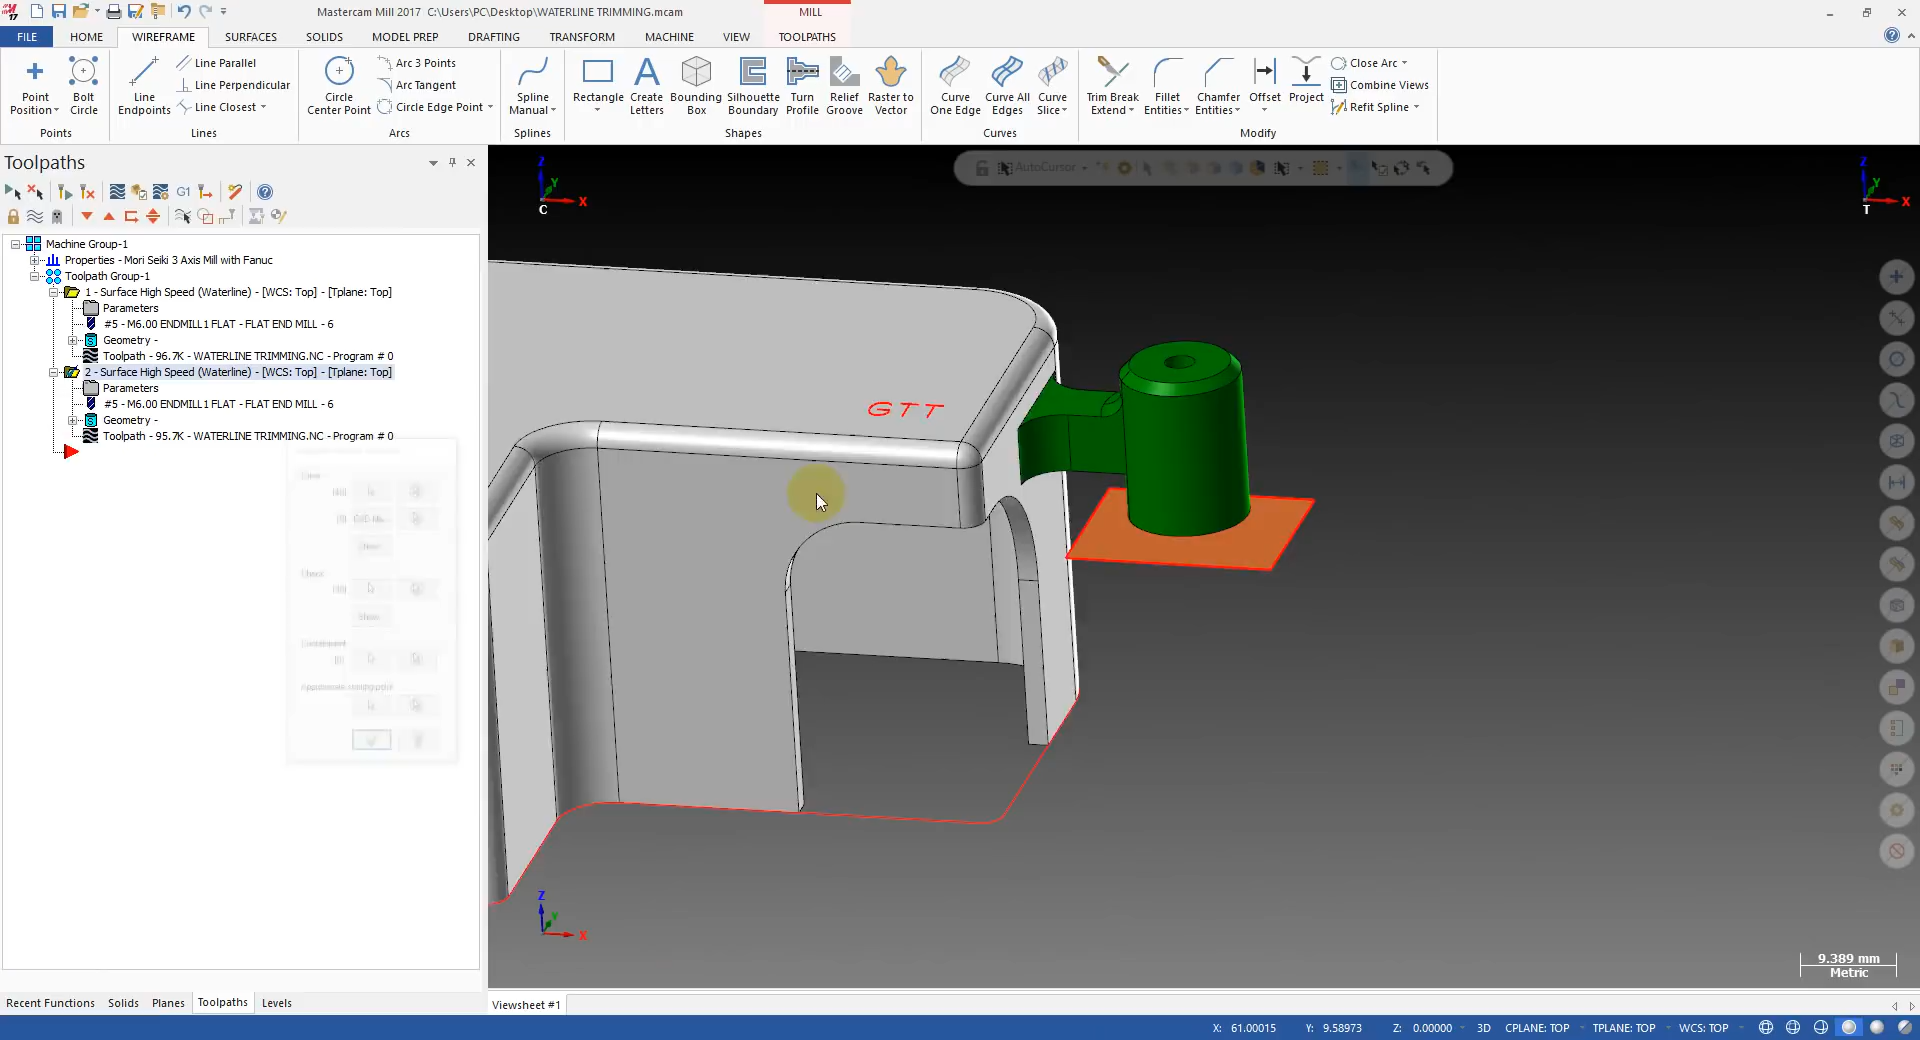 Mastercam Mill 2017  C:\Users\PC\Desktop\WATERLINE TRIMMING.mcam
MILL
FILE HOME WIREFRAME SURFACES SOLIDS MODEL PREP DRAFTING TRANSFORM MACHINE VIEW TOOLPATHS
Point Position
Bolt Circle
Points
Line Endpoints
Line Parallel
Line Perpendicular
Line Closest
Lines
Circle Center Point
Arc 3 Points
Arc Tangent
Circle Edge Point
Arcs
Spline Manual
Splines
Rectangle
Create Letters
Bounding Box
Silhouette Boundary
Turn Profile
Relief Groove
Raster to Vector
Shapes
Curve One Edge
Curve All Edges
Curve Slice
Curves
Trim Break Extend
Fillet Entities
Chamfer Entities
Offset
Project
Close Arc
Combine Views
Refit Spline
Modify
Toolpaths
G1
Machine Group-1
Properties - Mori Seiki 3 Axis Mill with Fanuc
Toolpath Group-1
1 - Surface High Speed (Waterline) - [WCS: Top] - [Tplane: Top]
Parameters
#5 - M6.00 ENDMILL1 FLAT - FLAT END MILL - 6
Geometry -
Toolpath - 96.7K - WATERLINE TRIMMING.NC - Program # 0
2 - Surface High Speed (Waterline) - [WCS: Top] - [Tplane: Top]
Parameters
#5 - M6.00 ENDMILL1 FLAT - FLAT END MILL - 6
Geometry -
Toolpath - 95.7K - WATERLINE TRIMMING.NC - Program # 0
AutoCursor
Z
Y
X
C
Z
Y
X
T
GTT
Z
Y
X
9.389 mm
Metric
Recent Functions Solids Planes Toolpaths Levels
Viewsheet #1
X: 61.00015 Y: 9.58973 Z: 0.00000 3D CPLANE: TOP TPLANE: TOP WCS: TOP